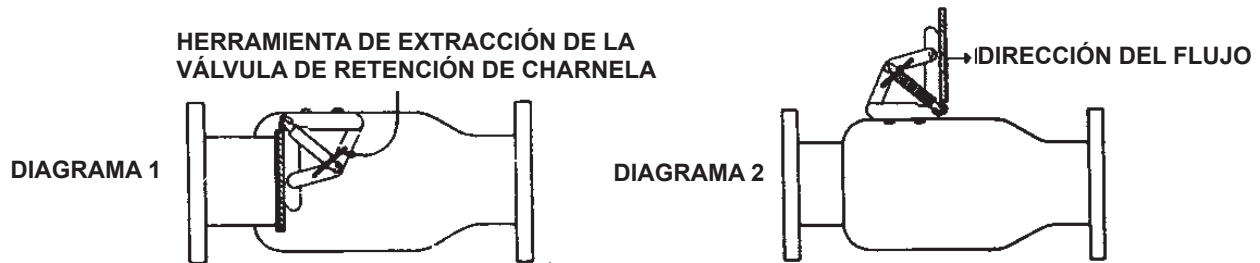 HERRAMIENTA DE EXTRACCIÓN DE LA
VÁLVULA DE RETENCIÓN DE CHARNELA
DIAGRAMA 1
DIRECCIÓN DEL FLUJO
DIAGRAMA 2